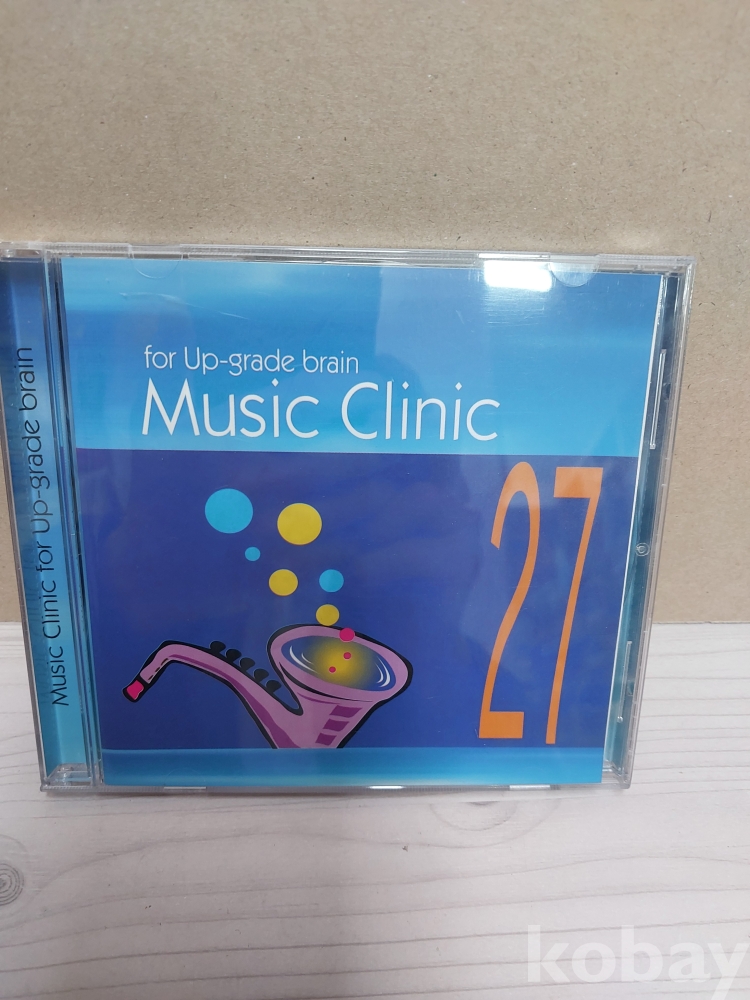 for Up-grade brain
Music Clinic
27
Music Clinic for Up-grade brain
kobay